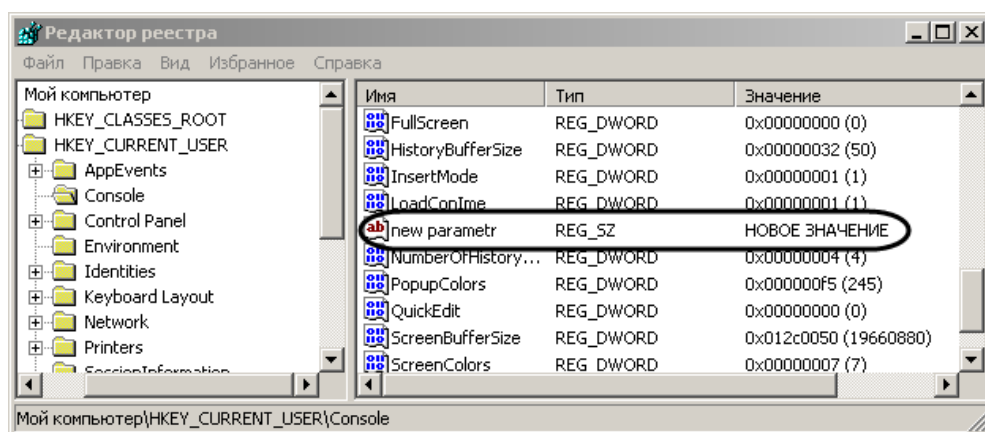 Редактор реестра
Файл Правка Вид Избранное Справка
Мой компьютер
HKEY_CLASSES_ROOT
HKEY_CURRENT_USER
AppEvents
Console
Control Panel
Environment
Identities
Keyboard Layout
Network
Printers
SessionInformation
Имя Тип Значение
FullScreen REG_DWORD 0x00000000 (0)
HistoryBufferSize REG_DWORD 0x00000032 (50)
InsertMode REG_DWORD 0x00000001 (1)
LoadConIme REG_DWORD 0x00000001 (1)
new parametr REG_SZ НОВОЕ ЗНАЧЕНИЕ
NumberOfHistory... REG_DWORD 0x00000004 (4)
PopupColors REG_DWORD 0x000000f5 (245)
QuickEdit REG_DWORD 0x00000000 (0)
ScreenBufferSize REG_DWORD 0x012c0050 (19660880)
ScreenColors REG_DWORD 0x00000007 (7)
Мой компьютер\HKEY_CURRENT_USER\Console